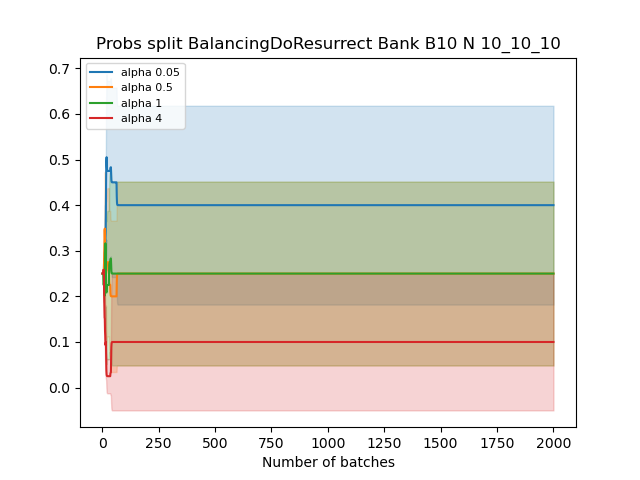 Probs split BalancingDoResurrect Bank B10 N 10_10_10
alpha 0.05
alpha 0.5
alpha 1
alpha 4
0.7
0.6
0.5
0.4
0.3
0.2
0.1
0.0
0 250 500 750 1000 1250 1500 1750 2000
Number of batches